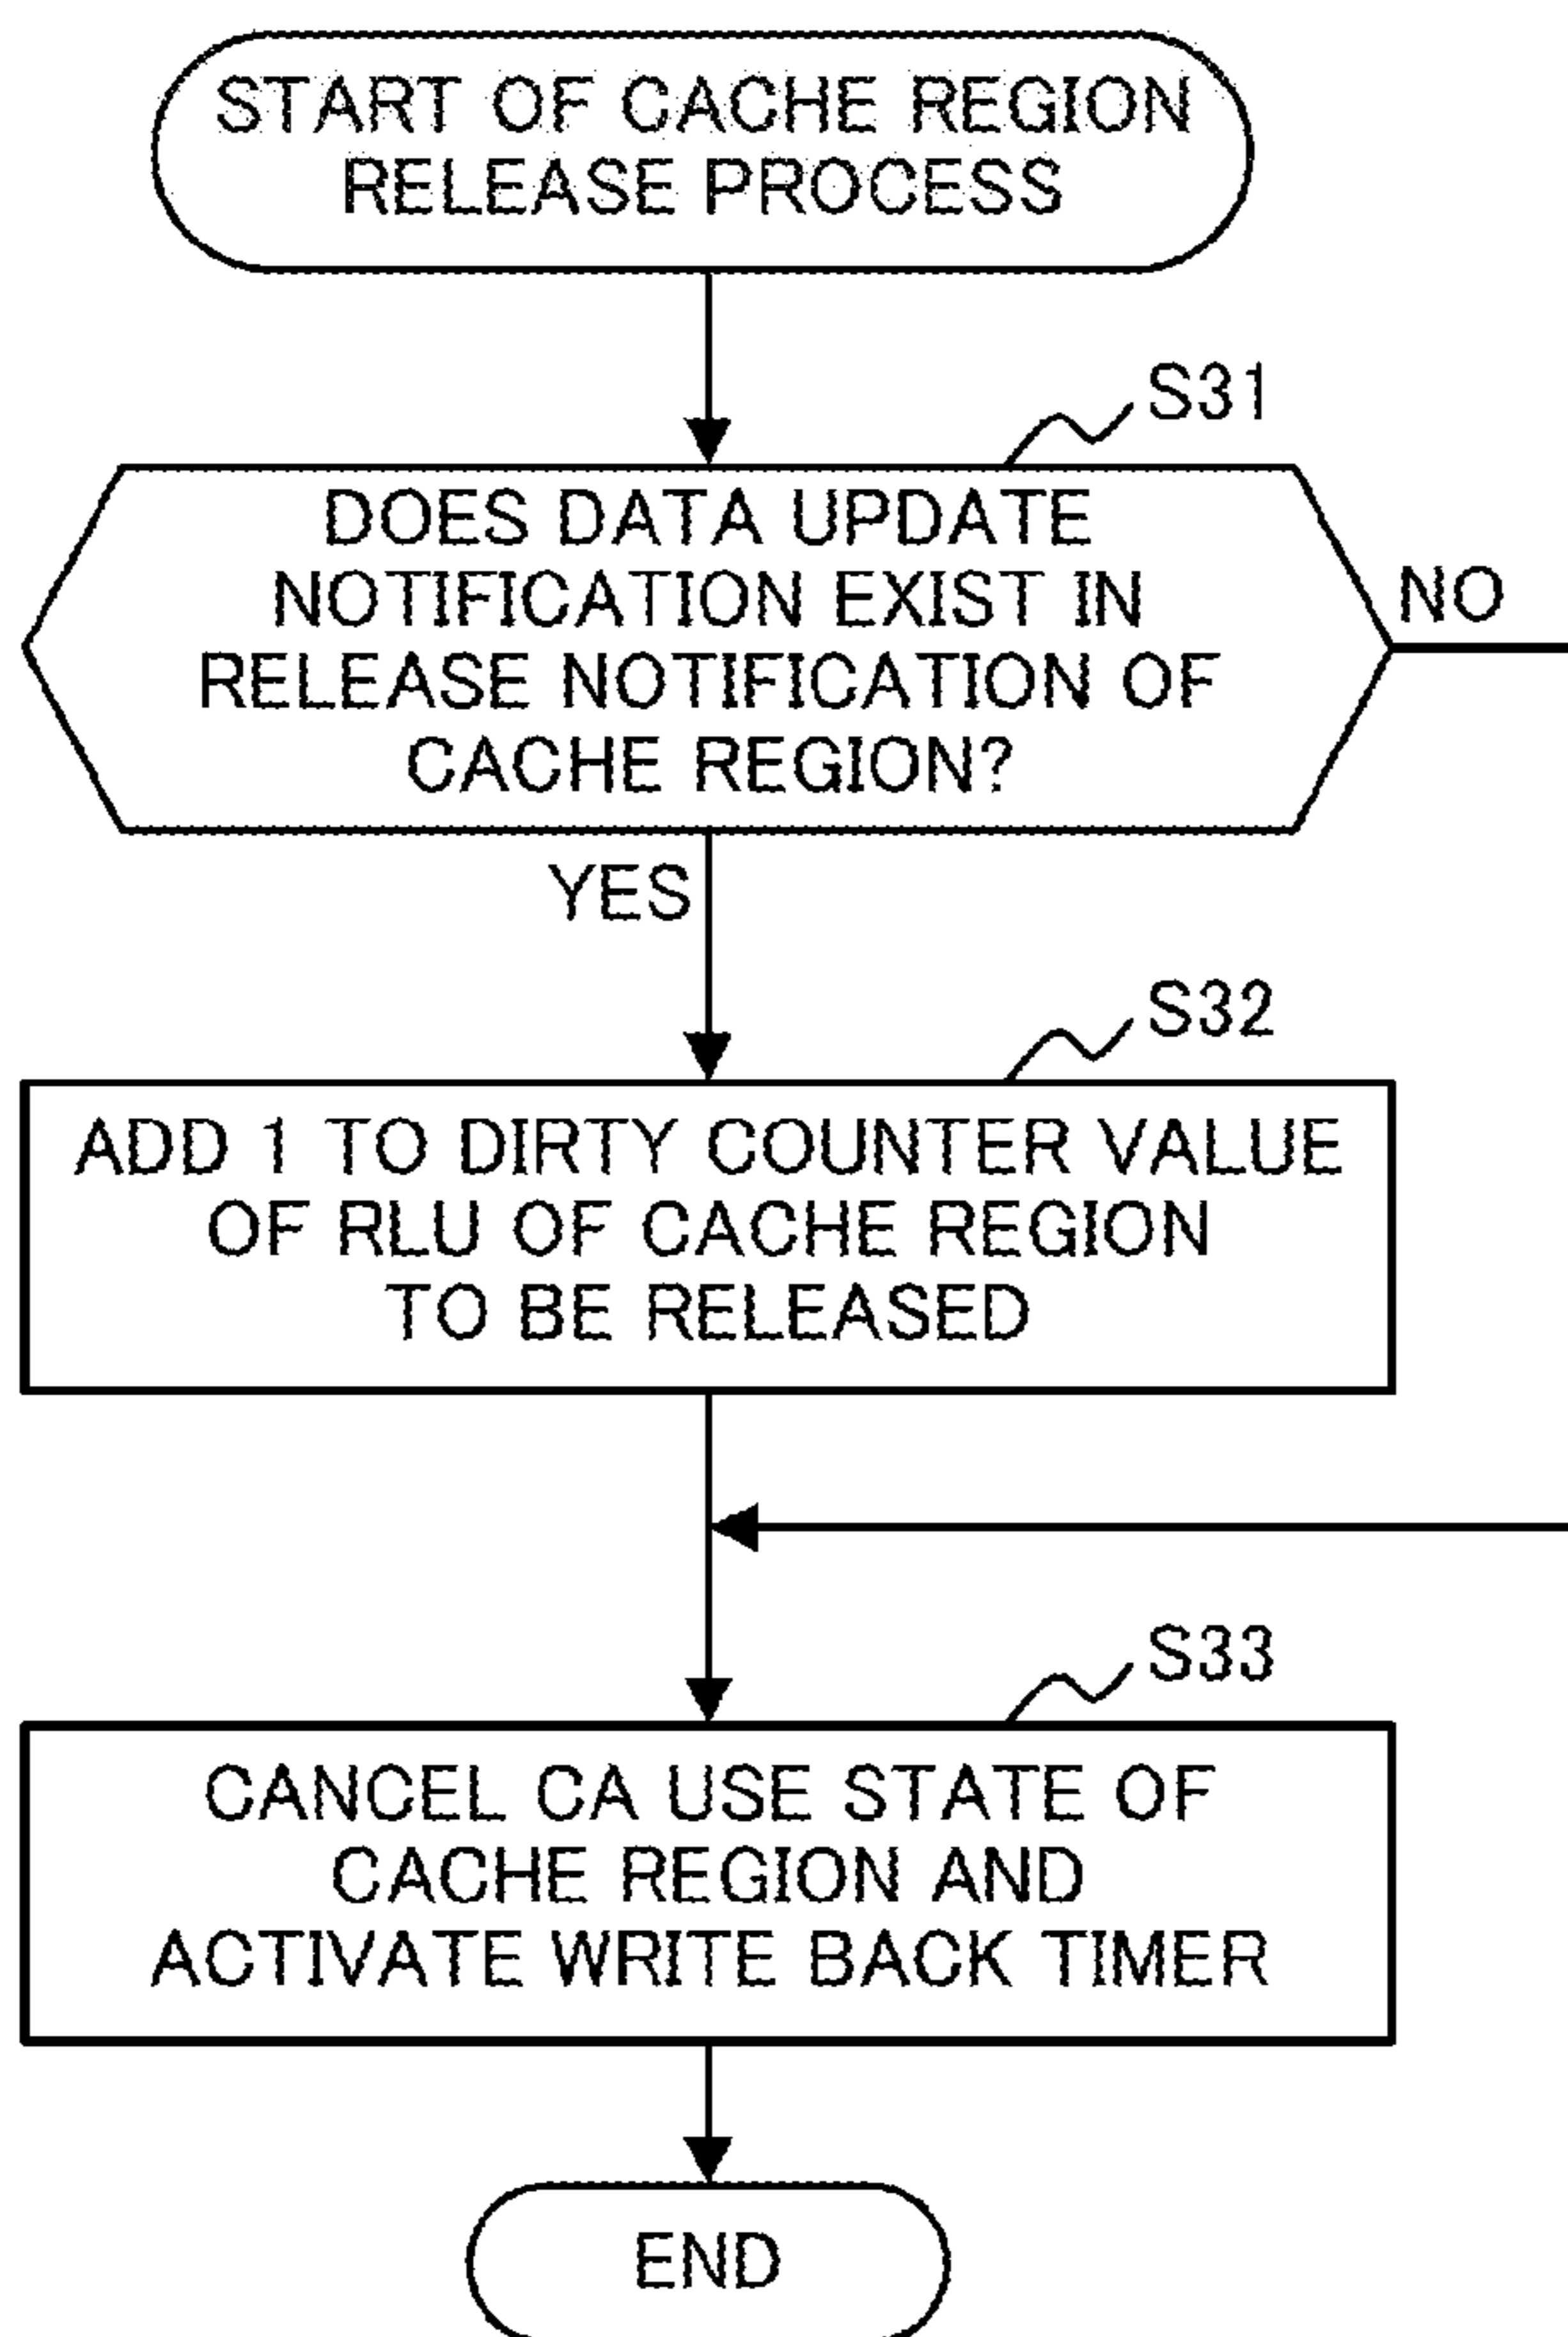 START OF CACHE REGION
RELEASE PROCESS
S31
DOES DATA UPDATE
NOTIFICATION EXIST IN
RELEASE NOTIFICATION OF
CACHE REGION?
NO
YES
S32
ADD 1 TO DIRTY COUNTER VALUE
OF RLU OF CACHE REGION
TO BE RELEASED
S33
CANCEL CA USE STATE OF
CACHE REGION AND
ACTIVATE WRITE BACK TIMER
END